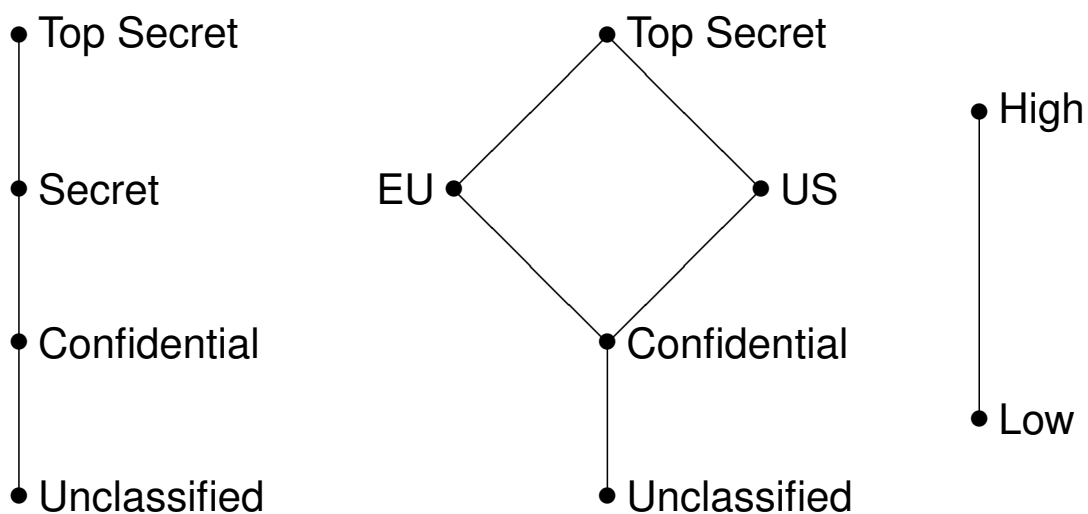 Top Secret
Secret
Confidential
Unclassified
Top Secret
EU
US
Confidential
Unclassified
High
Low